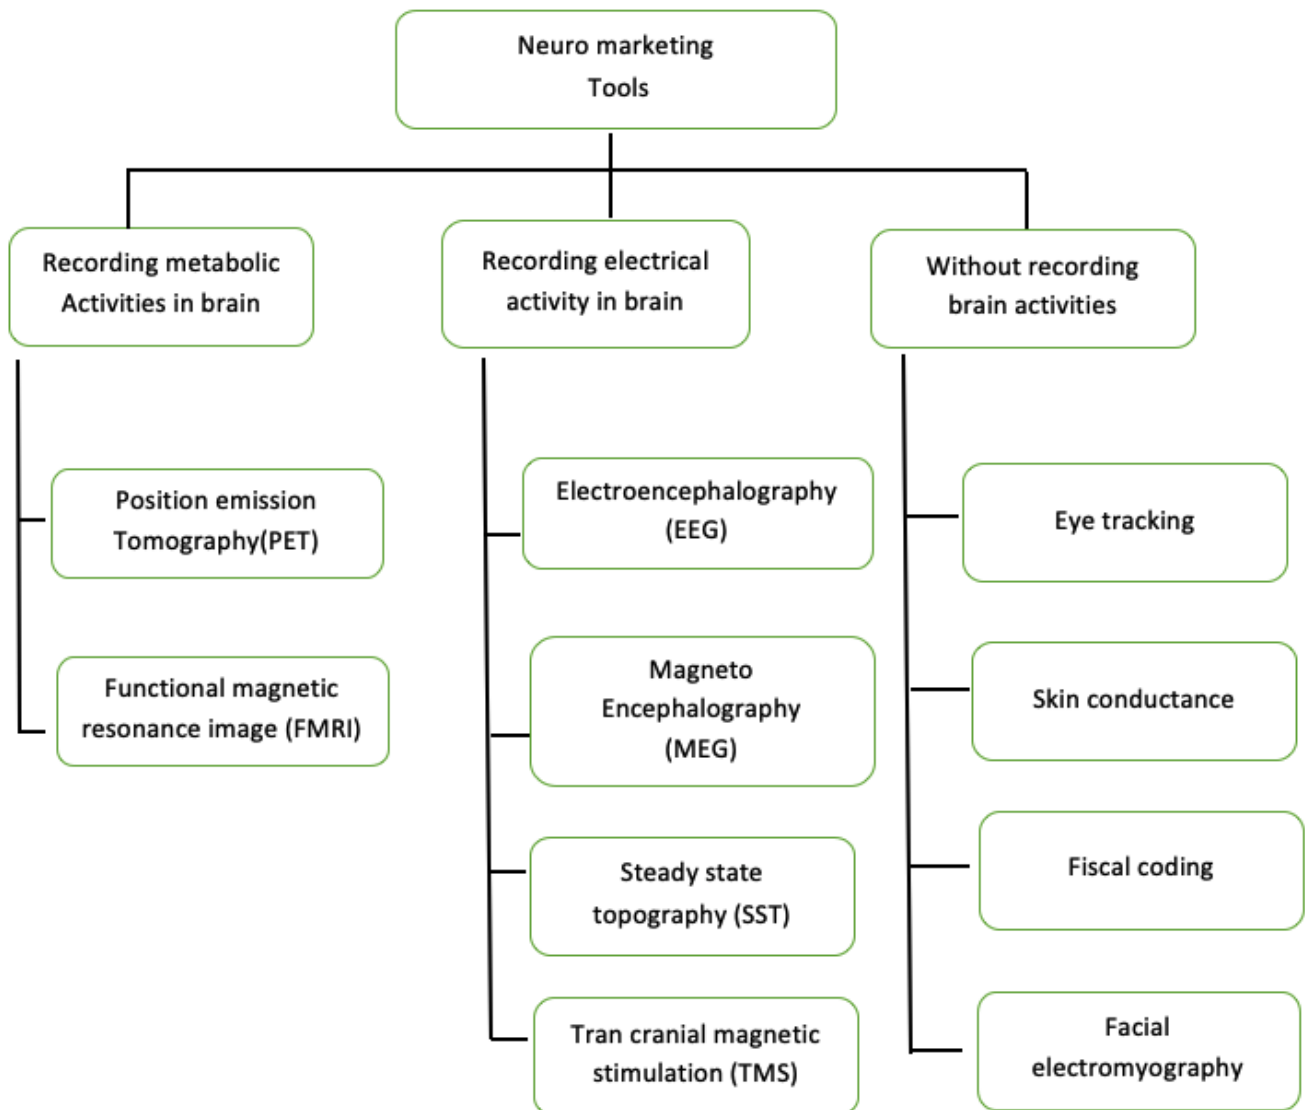 Neuro marketing
Tools
Recording metabolic
Activities in brain
Position emission
Tomography(PET)
Functional magnetic
resonance image (FMRI)
Recording electrical
activity in brain
Electroencephalography
(EEG)
Magneto
Encephalography
(MEG)
Steady state
topography (SST)
Tran cranial magnetic
stimulation (TMS)
Without recording
brain activities
Eye tracking
Skin conductance
Fiscal coding
Facial
electromyography